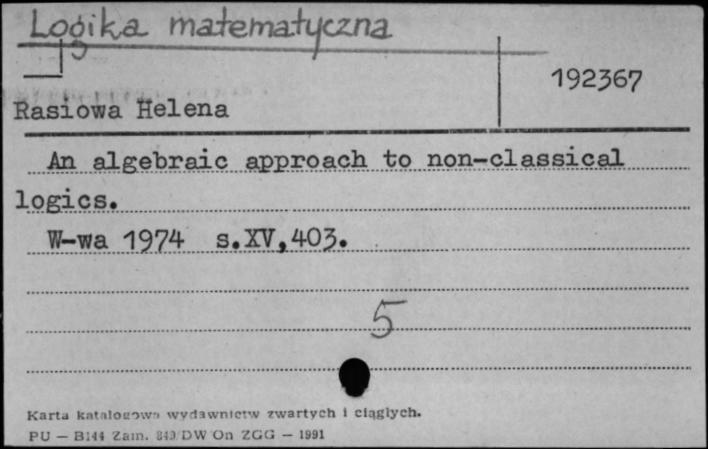 Logika matematyczna
192367
Rasiowa Helena
An algebraic approach to non-classical
logics.
W-wa 1974 s.XV,403.
5
Karta katalogowa wydawnictw zwartych i ciągłych.
PU — B144 Zam. 849/DW On ZGG — 1991